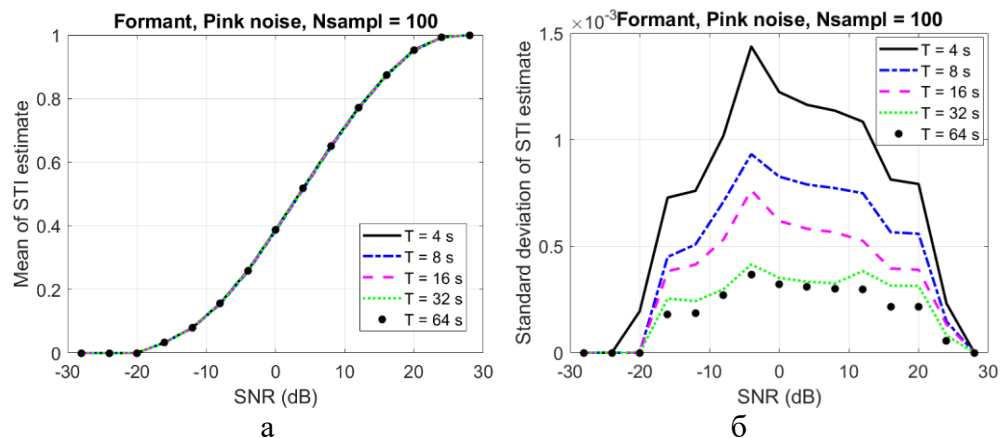 Formant, Pink noise, Nsampl = 100
Mean of STI estimate
1
0.8
0.6
0.4
0.2
0
-30
-20
-10
0
10
20
30
SNR (dB)
T = 4 s
T = 8 s
T = 16 s
T = 32 s
T = 64 s
а
×10⁻³
Formant, Pink noise, Nsampl = 100
Standard deviation of STI estimate
1.5
1
0.5
0
-30
-20
-10
0
10
20
30
SNR (dB)
T = 4 s
T = 8 s
T = 16 s
T = 32 s
T = 64 s
б